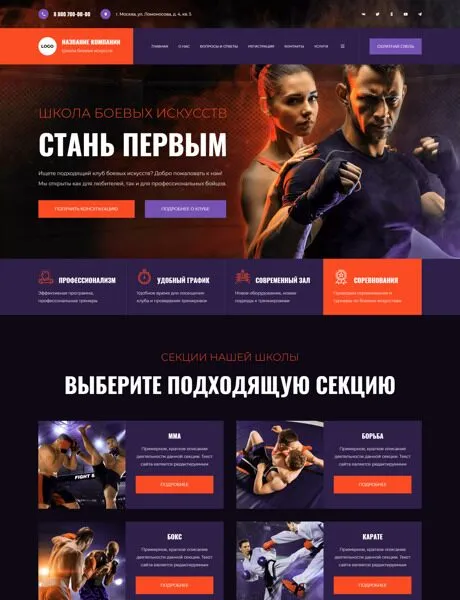 8 800 700-00-00
г. Москва, ул. Ломоносова, д. 4, кв. 5
LOGO
НАЗВАНИЕ КОМПАНИИ
Школа боевых искусств
ГЛАВНАЯ О НАС ВОПРОСЫ И ОТВЕТЫ РЕГИСТРАЦИЯ КОНТАКТЫ УСЛУГИ
ОБРАТНАЯ СВЯЗЬ
ШКОЛА БОЕВЫХ ИСКУССТВ
СТАНЬ ПЕРВЫМ
Ищете подходящий клуб боевых искусств? Добро пожаловать к нам!
Мы открыты как для любителей, так и для профессиональных бойцов.
ПОЛУЧИТЬ КОНСУЛЬТАЦИЮ
ПОДРОБНЕЕ О КЛУБЕ
ПРОФЕССИОНАЛИЗМ
Эффективная программа,
профессиональные тренеры
УДОБНЫЙ ГРАФИК
Удобное время для посещения
клуба и проведения тренировок
СОВРЕМЕННЫЙ ЗАЛ
Новое оборудование, новые
подходы к тренировкам
СОРЕВНОВАНИЯ
Проводим соревнования и
турниры по боевым искусствам
СЕКЦИИ НАШЕЙ ШКОЛЫ
ВЫБЕРИТЕ ПОДХОДЯЩУЮ СЕКЦИЮ
ММА
Примерное, краткое описание
деятельности данной секции. Текст
сайта является редактируемым
ПОДРОБНЕЕ
FIGHT
БОРЬБА
Примерное, краткое описание
деятельности данной секции. Текст
сайта является редактируемым
ПОДРОБНЕЕ
БОКС
Примерное, краткое описание
деятельности данной секции. Текст
сайта является редактируемым
ПОДРОБНЕЕ
КАРАТЕ
Примерное, краткое описание
деятельности данной секции. Текст
сайта является редактируемым
ПОДРОБНЕЕ